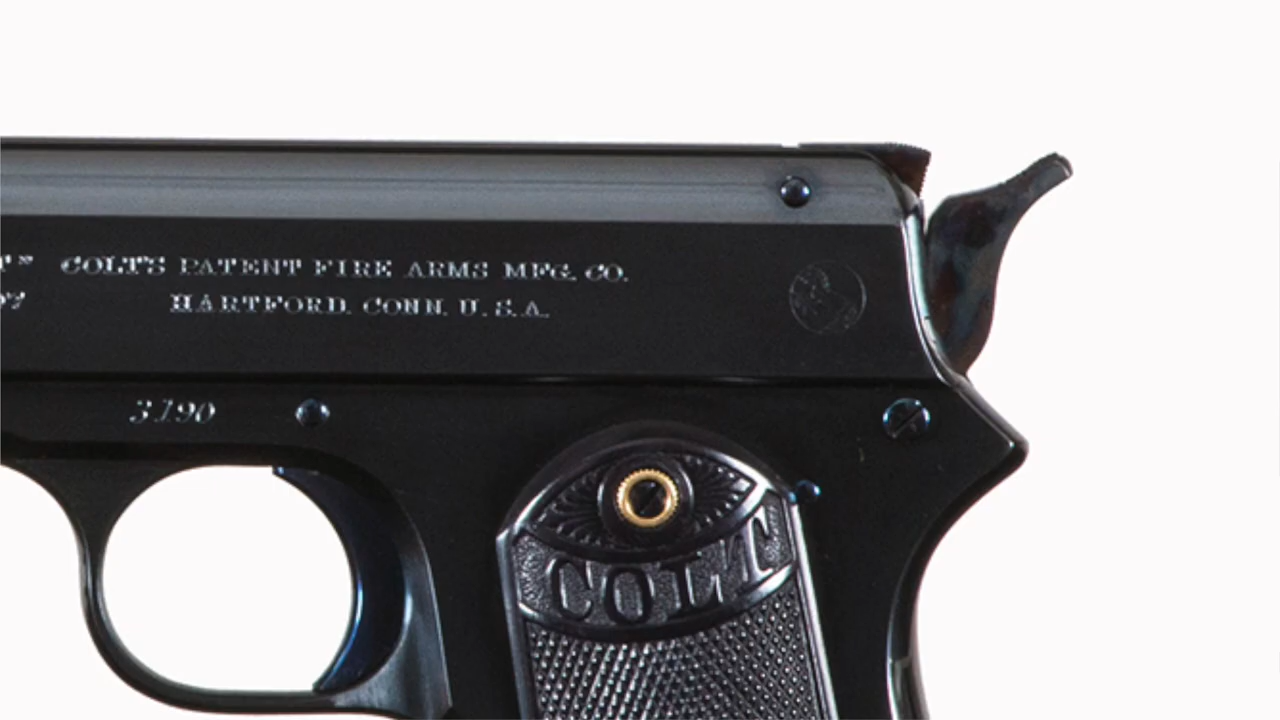 T" COLT'S PATENT FIRE ARMS MFG. CO.
HARTFORD. CONN. U.S.A.
3190
COLT